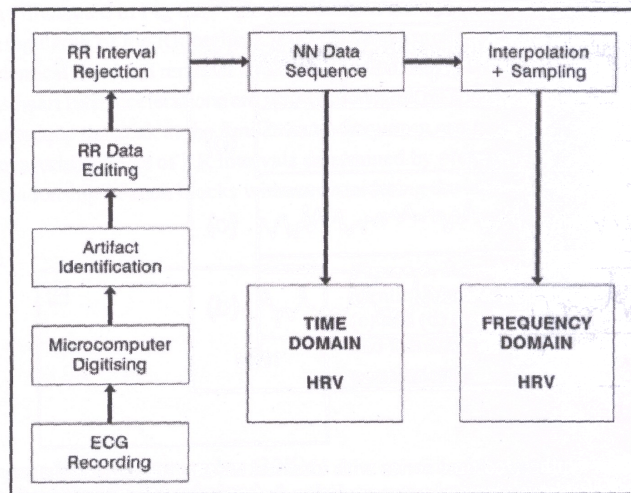 RR Interval
Rejection
NN Data
Sequence
Interpolation
+ Sampling
RR Data
Editing
Artifact
Identification
Microcomputer
Digitising
ECG
Recording
TIME
DOMAIN
HRV
FREQUENCY
DOMAIN
HRV